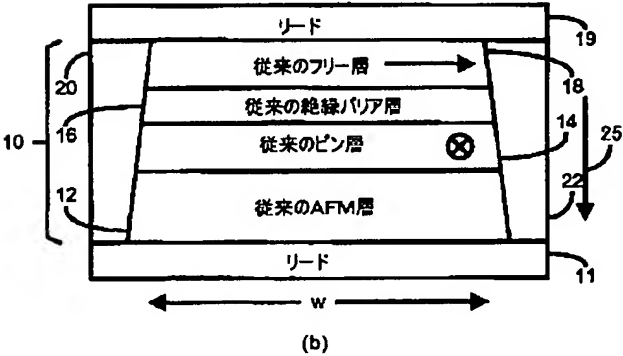 リード
19
20
従来のフリー層
18
従来の絶縁バリア層
16
14
10
従来のピン層
25
12
従来のAFM層
22
リード
11
W
(b)